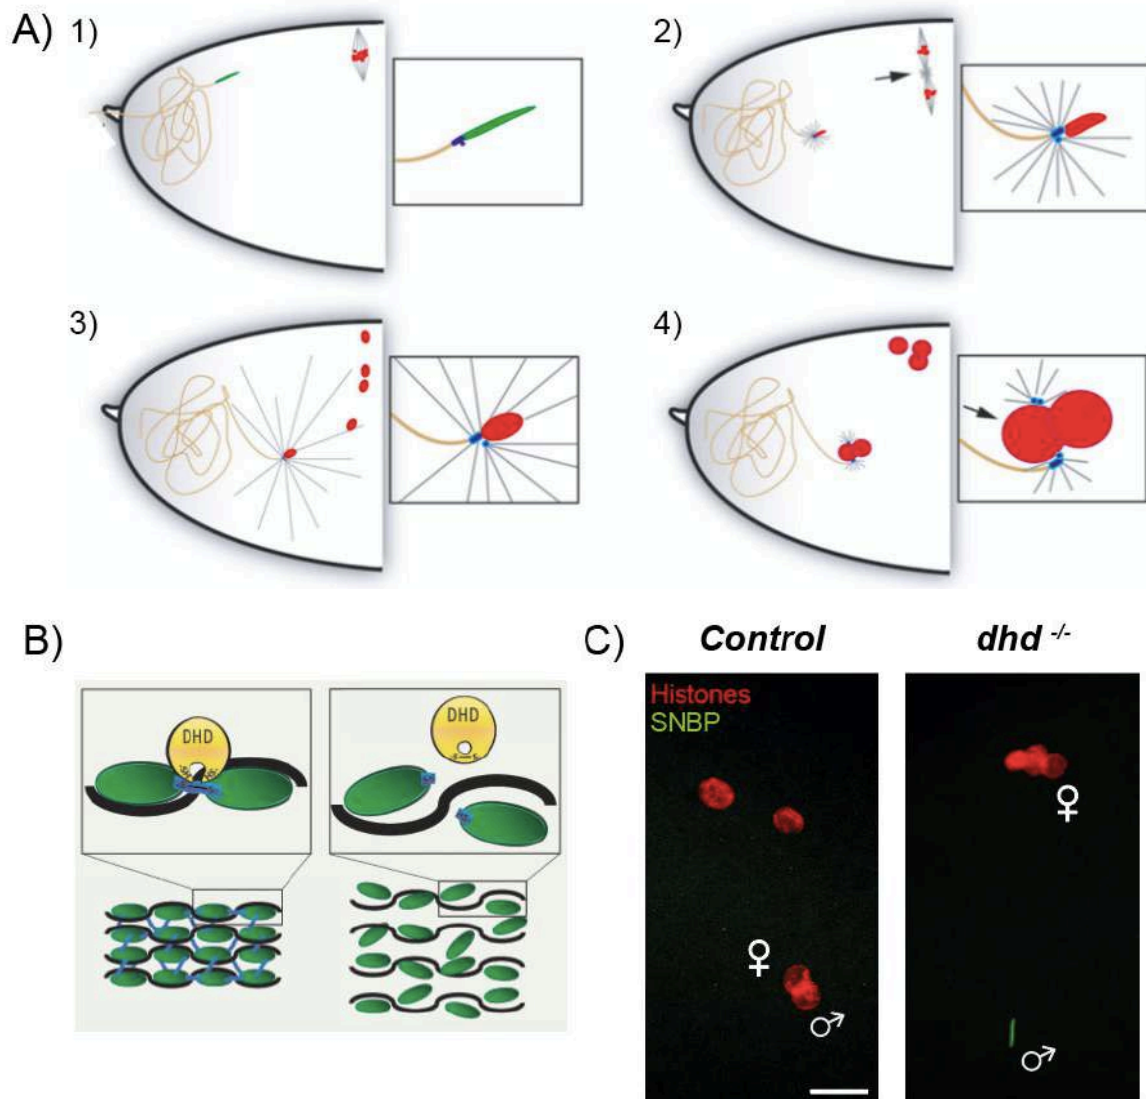 A)
1)
2)
3)
4)
B)
DHD
DHD
C)
Control
dhd -/-
Histones
SNBP
♀
♂
♀
♂